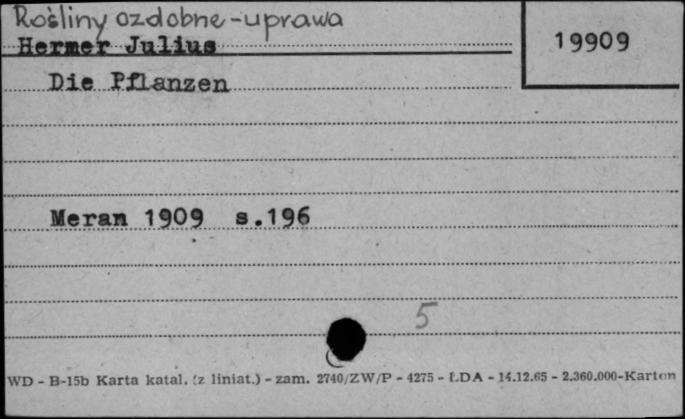 Rośliny ozdobne-uprawa
Hermer Julius
19909
Die Pflanzen
Meran 1909 s.196
5
WD - B-15b Karta katal. (z liniat.) - zam. 2740/ZW/P - 4275 - ŁDA - 14.12.65 - 2.360.000-Karton